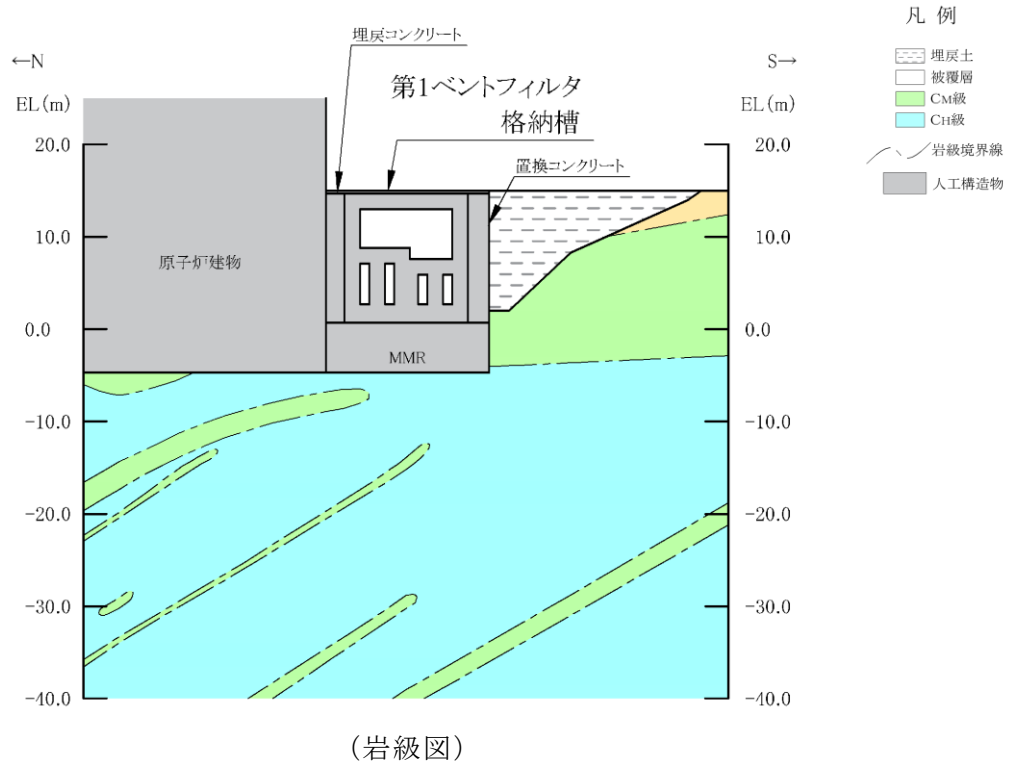 凡 例
埋戻土
被覆層
CM級
CH級
岩級境界線
人工構造物
←N
S→
EL(m)
EL(m)
埋戻コンクリート
第1ベントフィルタ
格納槽
置換コンクリート
20.0
20.0
10.0
10.0
原子炉建物
0.0
0.0
MMR
-10.0
-10.0
-20.0
-20.0
-30.0
-30.0
-40.0
-40.0
(岩級図)